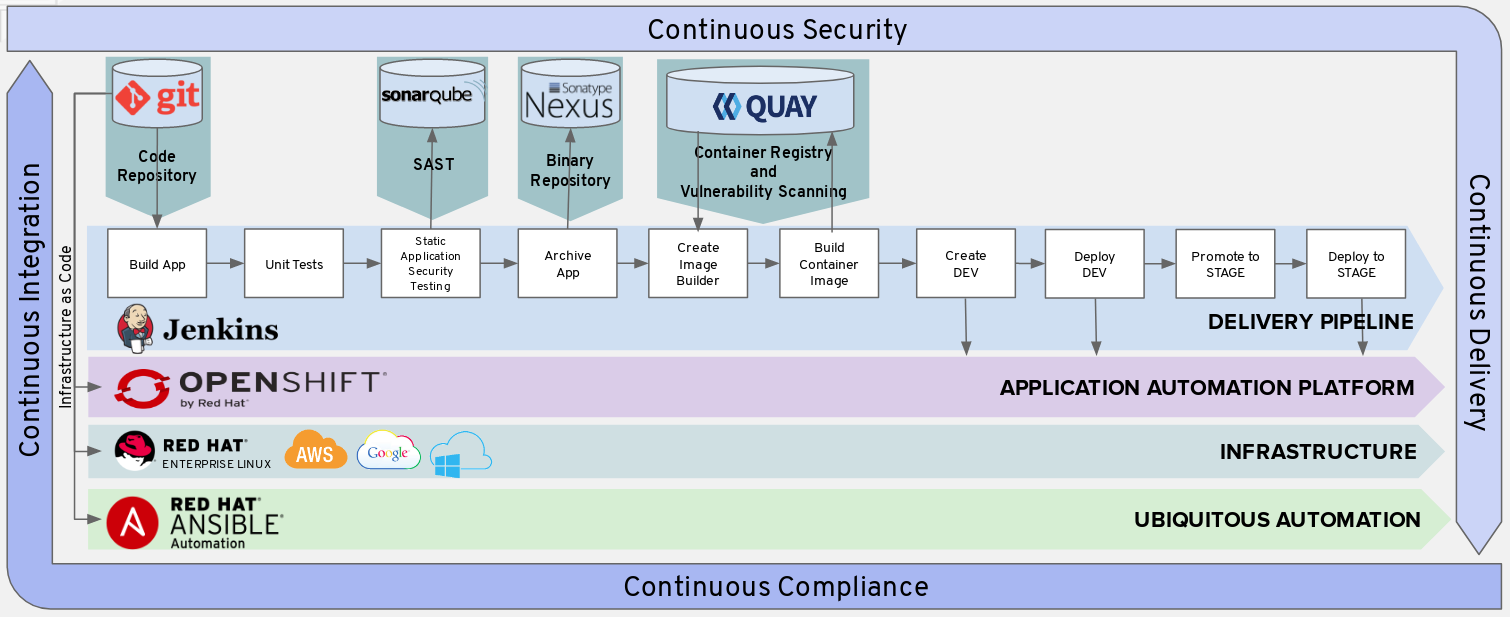 Continuous Security
git
Code
Repository
sonarqube
SAST
Sonatype
Nexus
Binary
Repository
QUAY
Container Registry
and
Vulnerability Scanning
Continuous Integration
Infrastructure as Code
Build App
Unit Tests
Static
Application
Security
Testing
Archive
App
Create
Image
Builder
Build
Container
Image
Create
DEV
Deploy
DEV
Promote to
STAGE
Deploy to
STAGE
Jenkins
DELIVERY PIPELINE
OPENSHIFT®
by Red Hat®
APPLICATION AUTOMATION PLATFORM
RED HAT®
ENTERPRISE LINUX
AWS
Google
INFRASTRUCTURE
A
RED HAT®
ANSIBLE®
Automation
UBIQUITOUS AUTOMATION
Continuous Delivery
Continuous Compliance